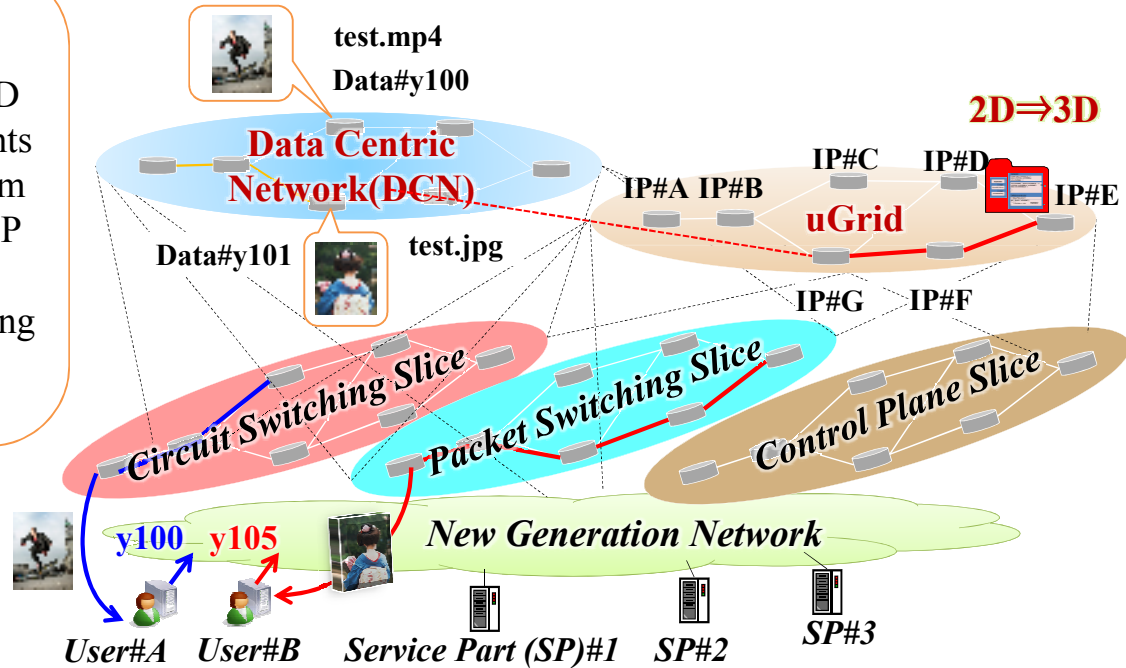 D
nts
m
P
ng
test.mp4
Data#y100
Data Centric
Network(DCN)
Data#y101
test.jpg
2D⇒3D
IP#A
IP#B
IP#C
IP#D
IP#E
uGrid
IP#G
IP#F
Circuit Switching Slice
Packet Switching Slice
Control Plane Slice
New Generation Network
y100
y105
User#A
User#B
Service Part (SP)#1
SP#2
SP#3